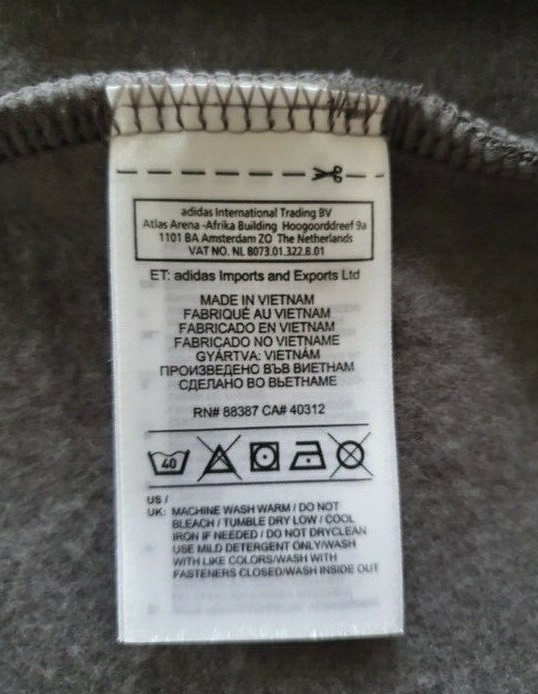 adidas International Trading BV
Atlas Arena -Afrika Building Hoogoorddreef 9a
1101 BA Amsterdam ZO The Netherlands
VAT NO. NL 8073.01.322.B.01
ET: adidas Imports and Exports Ltd
MADE IN VIETNAM
FABRIQUÉ AU VIETNAM
FABRICADO EN VIETNAM
FABRICADO NO VIETNAME
GYÁRTVA: VIETNÁM
ПРОИЗВЕДЕНО ВЪВ ВИЕТНАМ
СДЕЛАНО ВО ВЬЕТНАМЕ
RN# 88387 CA# 40312
40
US /
UK: MACHINE WASH WARM / DO NOT
BLEACH / TUMBLE DRY LOW / COOL
IRON IF NEEDED / DO NOT DRYCLEAN
USE MILD DETERGENT ONLY/WASH
WITH LIKE COLORS/WASH WITH
FASTENERS CLOSED/WASH INSIDE OUT